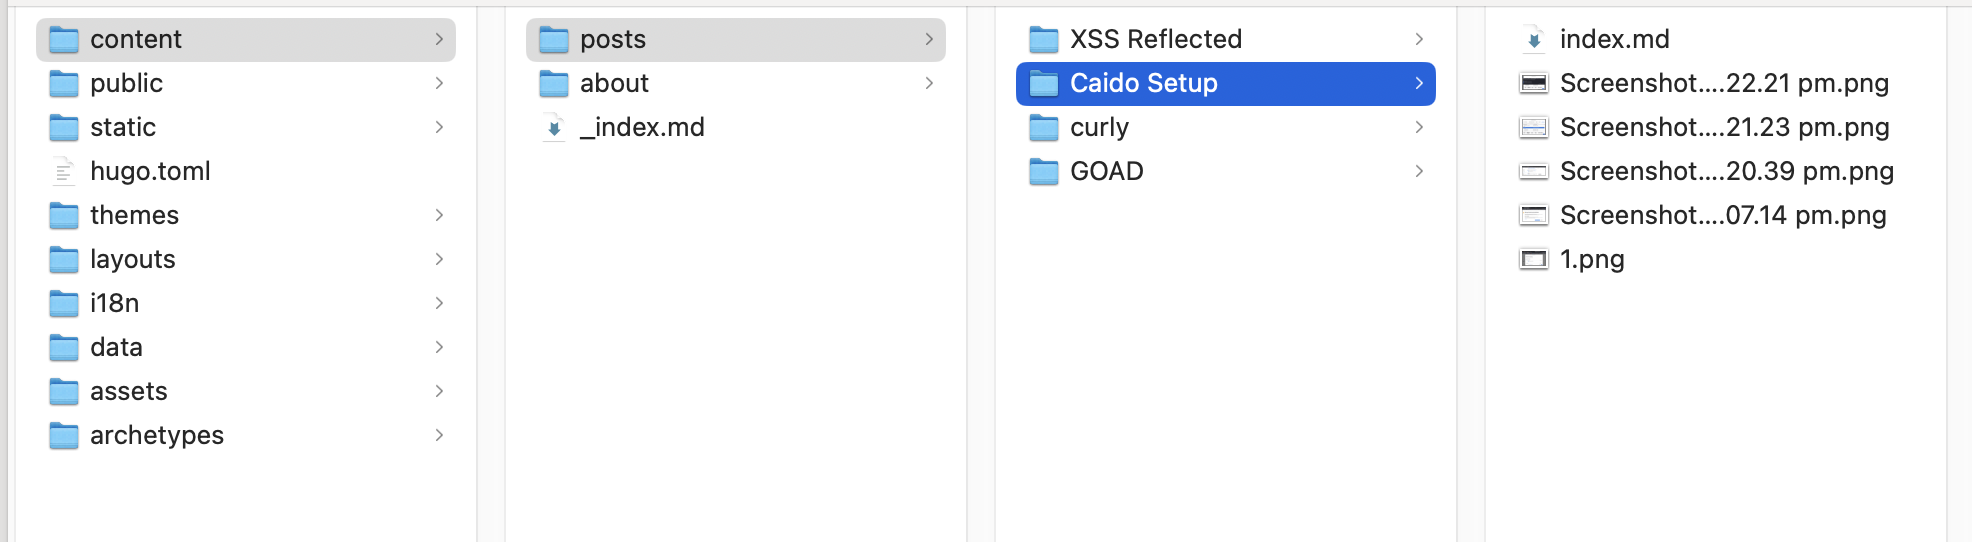 content
public
static
hugo.toml
themes
layouts
i18n
data
assets
archetypes
posts
about
_index.md
XSS Reflected
Caido Setup
curly
GOAD
index.md
Screenshot....22.21 pm.png
Screenshot....21.23 pm.png
Screenshot....20.39 pm.png
Screenshot....07.14 pm.png
1.png